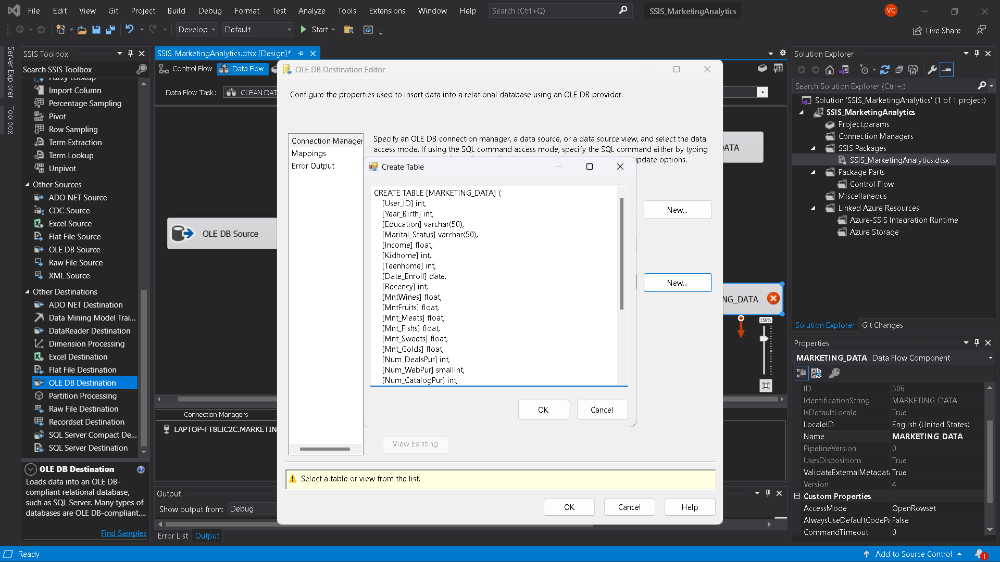 File Edit View Git Project Build Debug Format Test Analyze Tools Extensions Window Help Search (Ctrl+Q) SSIS_MarketingAnalytics VC
Develop Default Start Live Share
Server Explorer
Toolbox
SSIS Toolbox
Search SSIS Toolbox
Fuzzy Lookup
Import Column
Percentage Sampling
Pivot
Row Sampling
Term Extraction
Term Lookup
Unpivot
Other Sources
ADO NET Source
CDC Source
Excel Source
Flat File Source
OLE DB Source
Raw File Source
XML Source
Other Destinations
ADO NET Destination
Data Mining Model Trai...
DataReader Destination
Dimension Processing
Excel Destination
Flat File Destination
OLE DB Destination
Partition Processing
Raw File Destination
Recordset Destination
SQL Server Compact De...
SQL Server Destination
OLE DB Destination
Loads data into an OLE DB-
compliant relational database,
such as SQL Server. Many types of
databases are OLE DB-compliant....
Find Samples
SSIS_MarketingAnalytics.dtsx [Design]*
Control Flow Data Flow
Data Flow Task: CLEAN DAT
OLE DB Source
ATA
NG_DATA
150%
Connection Managers
LAPTOP-FT8LIC2C.MARKETIN
Output
Show output from: Debug
Error List Output
OLE DB Destination Editor
Configure the properties used to insert data into a relational database using an OLE DB provider.
Connection Manager
Mappings
Error Output
Specify an OLE DB connection manager, a data source, or a data source view, and select the data
access mode. If using the SQL command access mode, specify the SQL command either by typing
update options.
New...
New...
View Existing
Select a table or view from the list.
OK Cancel Help
Create Table
CREATE TABLE [MARKETING_DATA] (
[User_ID] int,
[Year_Birth] int,
[Education] varchar(50),
[Marital_Status] varchar(50),
[Income] float,
[Kidhome] int,
[Teenhome] int,
[Date_Enroll] date,
[Recency] int,
[MntWines] float,
[MntFruits] float,
[Mnt_Meats] float,
[Mnt_Fishs] float,
[Mnt_Sweets] float,
[Mnt_Golds] float,
[Num_DealsPur] int,
[Num_WebPur] smallint,
[Num_CatalogPur] int,
OK Cancel
Solution Explorer
Search Solution Explorer (Ctrl+;)
Solution 'SSIS_MarketingAnalytics' (1 of 1 project)
SSIS_MarketingAnalytics
Project.params
Connection Managers
SSIS Packages
SSIS_MarketingAnalytics.dtsx
Package Parts
Control Flow
Miscellaneous
Linked Azure Resources
Azure-SSIS Integration Runtime
Azure Storage
Solution Explorer Git Changes
Properties
MARKETING_DATA Data Flow Component
ID 506
IdentificationString MARKETING_DATA
IsDefaultLocale True
LocaleID English (United States)
Name MARKETING_DATA
PipelineVersion 0
UsesDispositions True
ValidateExternalMetadat True
Version 4
Custom Properties
AccessMode OpenRowset
AlwaysUseDefaultCodePa False
CommandTimeout 0
Ready Add to Source Control 1